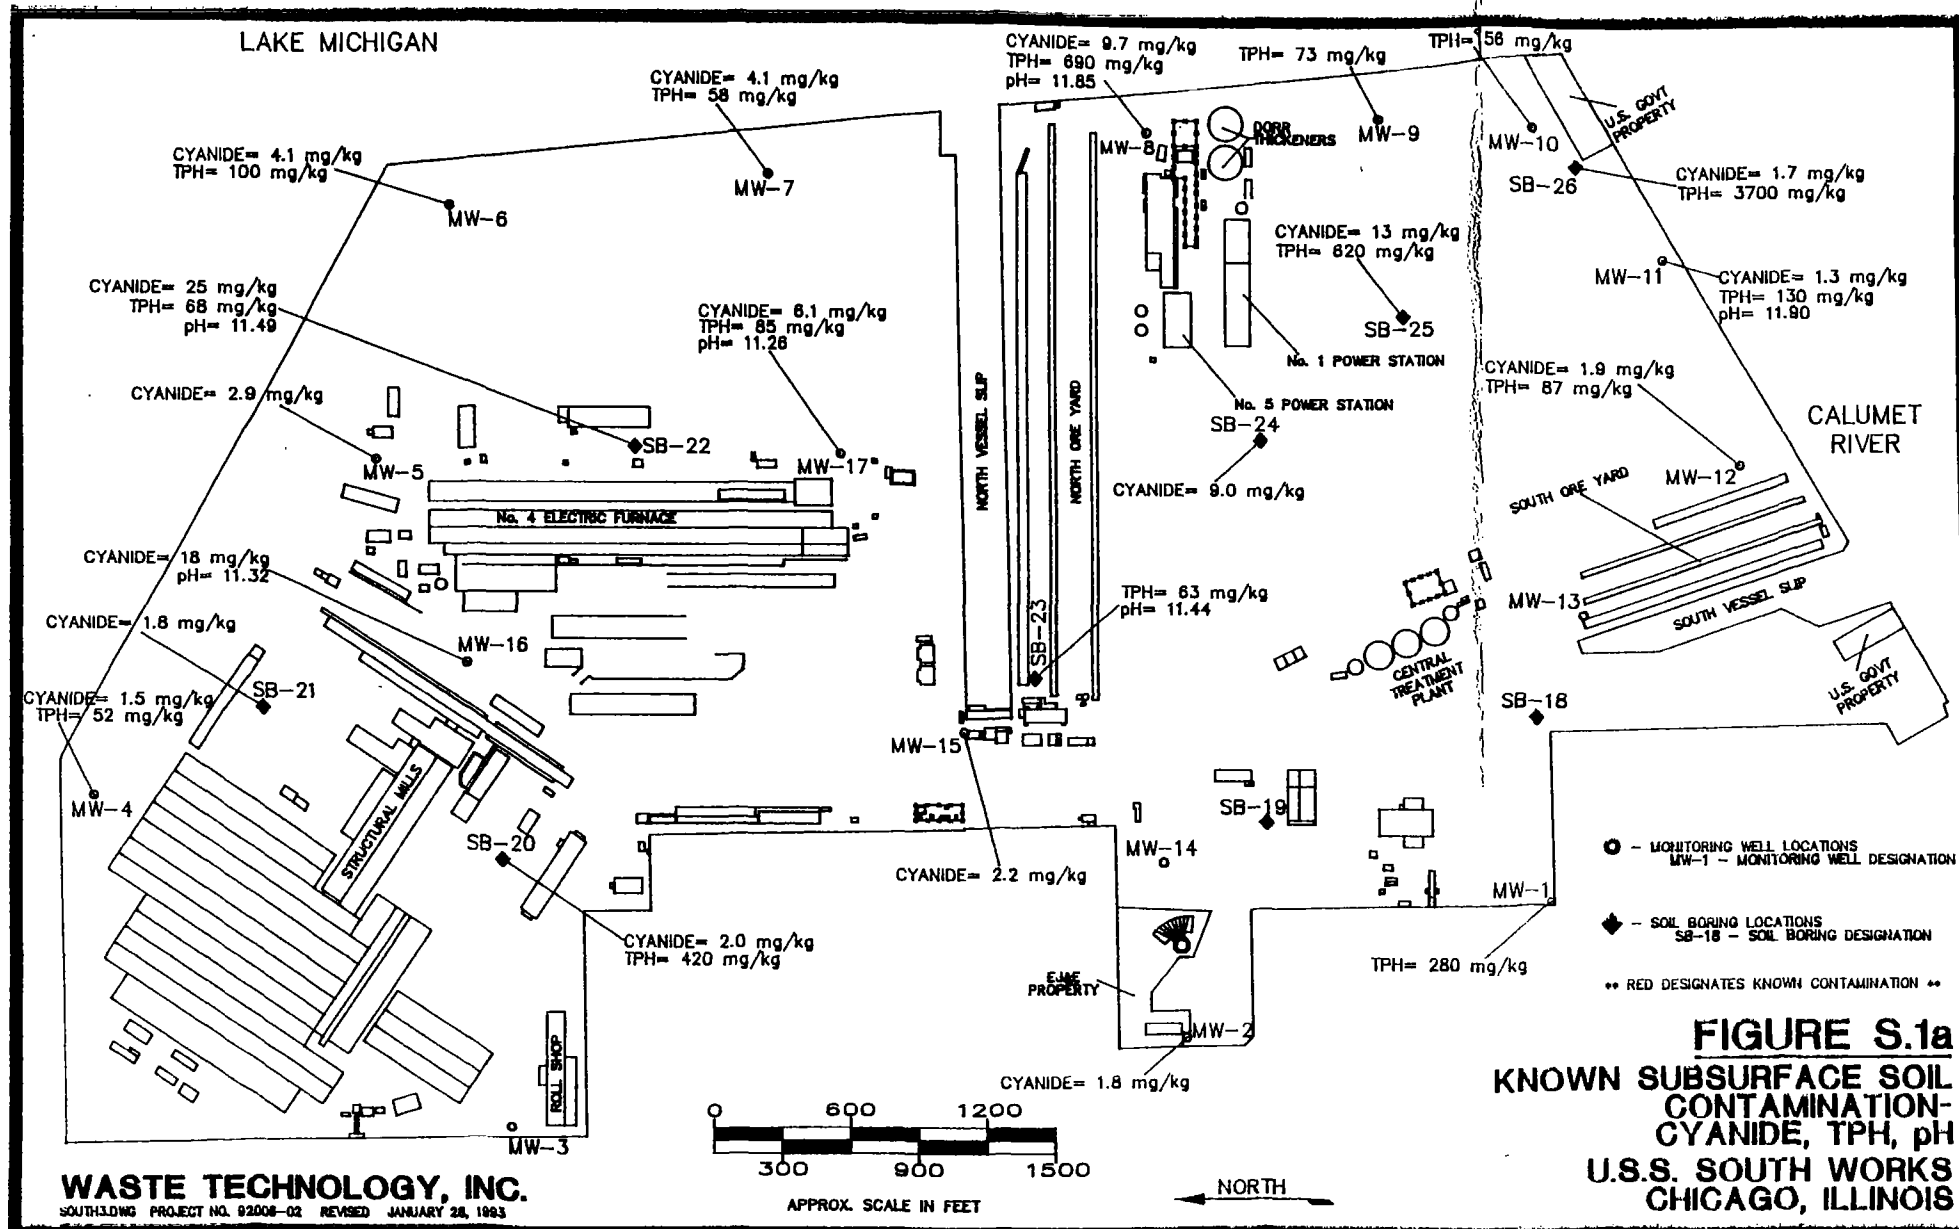 LAKE MICHIGAN
CYANIDE= 4.1 mg/kg
TPH= 58 mg/kg
MW-7
CYANIDE= 4.1 mg/kg
TPH= 100 mg/kg
MW-6
CYANIDE= 25 mg/kg
TPH= 68 mg/kg
pH= 11.49
SB-22
CYANIDE= 6.1 mg/kg
TPH= 85 mg/kg
pH= 11.26
MW-17
CYANIDE= 2.9 mg/kg
MW-5
No. 4 ELECTRIC FURNACE
CYANIDE= 18 mg/kg
pH= 11.32
MW-16
CYANIDE= 1.8 mg/kg
SB-21
CYANIDE= 1.5 mg/kg
TPH= 52 mg/kg
MW-4
STRUCTURAL MILLS
SB-20
CYANIDE= 2.0 mg/kg
TPH= 420 mg/kg
ROLL SHOP
MW-3
CYANIDE= 9.7 mg/kg
TPH= 690 mg/kg
pH= 11.85
MW-8
DORR
THICKENERS
TPH= 73 mg/kg
MW-9
TPH= 56 mg/kg
MW-10
U.S. GOVT
PROPERTY
SB-26
CYANIDE= 1.7 mg/kg
TPH= 3700 mg/kg
CYANIDE= 13 mg/kg
TPH= 620 mg/kg
SB-25
MW-11
CYANIDE= 1.3 mg/kg
TPH= 130 mg/kg
pH= 11.90
No. 1 POWER STATION
No. 5 POWER STATION
NORTH VESSEL SLIP
NORTH ORE YARD
SB-24
CYANIDE= 9.0 mg/kg
CYANIDE= 1.9 mg/kg
TPH= 87 mg/kg
MW-12
CALUMET
RIVER
SOUTH ORE YARD
SOUTH VESSEL SLIP
MW-13
U.S. GOVT
PROPERTY
TPH= 63 mg/kg
pH= 11.44
SB-23
CENTRAL
TREATMENT
PLANT
SB-18
MW-15
CYANIDE= 2.2 mg/kg
SB-19
MW-14
MW-1
TPH= 280 mg/kg
EJ&E
PROPERTY
MW-2
CYANIDE= 1.8 mg/kg
- MONITORING WELL LOCATIONS
MW-1 - MONITORING WELL DESIGNATION
- SOIL BORING LOCATIONS
SB-18 - SOIL BORING DESIGNATION
** RED DESIGNATES KNOWN CONTAMINATION **
FIGURE S.1a
KNOWN SUBSURFACE SOIL
CONTAMINATION-
CYANIDE, TPH, pH
U.S.S. SOUTH WORKS
CHICAGO, ILLINOIS
0 600 1200
300 900 1500
APPROX. SCALE IN FEET
NORTH
WASTE TECHNOLOGY, INC.
SOUTH3.DWG PROJECT NO. 92006-02 REVISED JANUARY 28, 1993